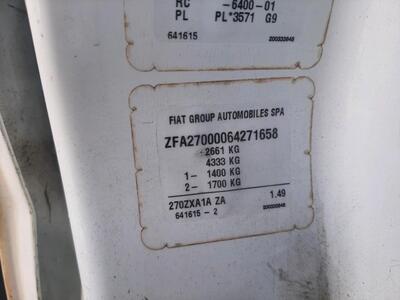 RC -6400-01
PL PL*3571 G9
641615 200333648
FIAT GROUP AUTOMOBILES SPA
ZFA27000064271658
2661 KG
4333 KG
1- 1400 KG
2- 1700 KG
270ZXA1A ZA 1.49
641615-2